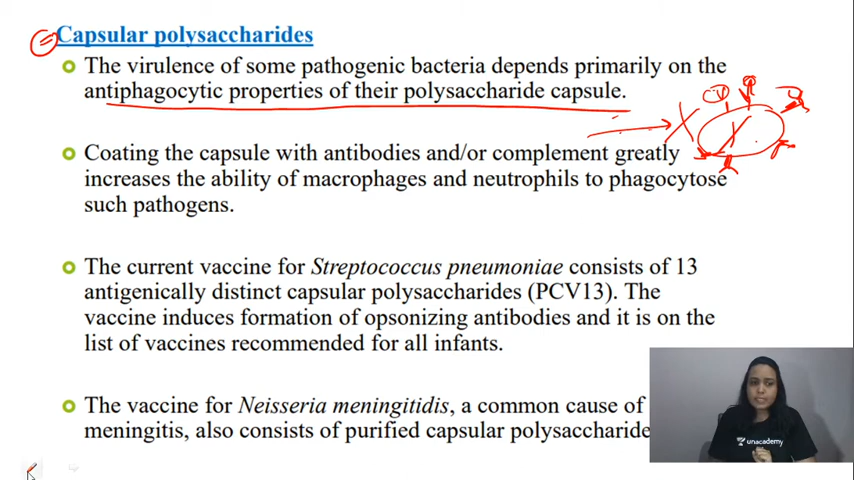 Capsular polysaccharides
The virulence of some pathogenic bacteria depends primarily on the
antiphagocytic properties of their polysaccharide capsule.
Coating the capsule with antibodies and/or complement greatly
increases the ability of macrophages and neutrophils to phagocytose
such pathogens.
The current vaccine for Streptococcus pneumoniae consists of 13
antigenically distinct capsular polysaccharides (PCV13). The
vaccine induces formation of opsonizing antibodies and it is on the
list of vaccines recommended for all infants.
The vaccine for Neisseria meningitidis, a common cause of
meningitis, also consists of purified capsular polysaccharide
unacademy